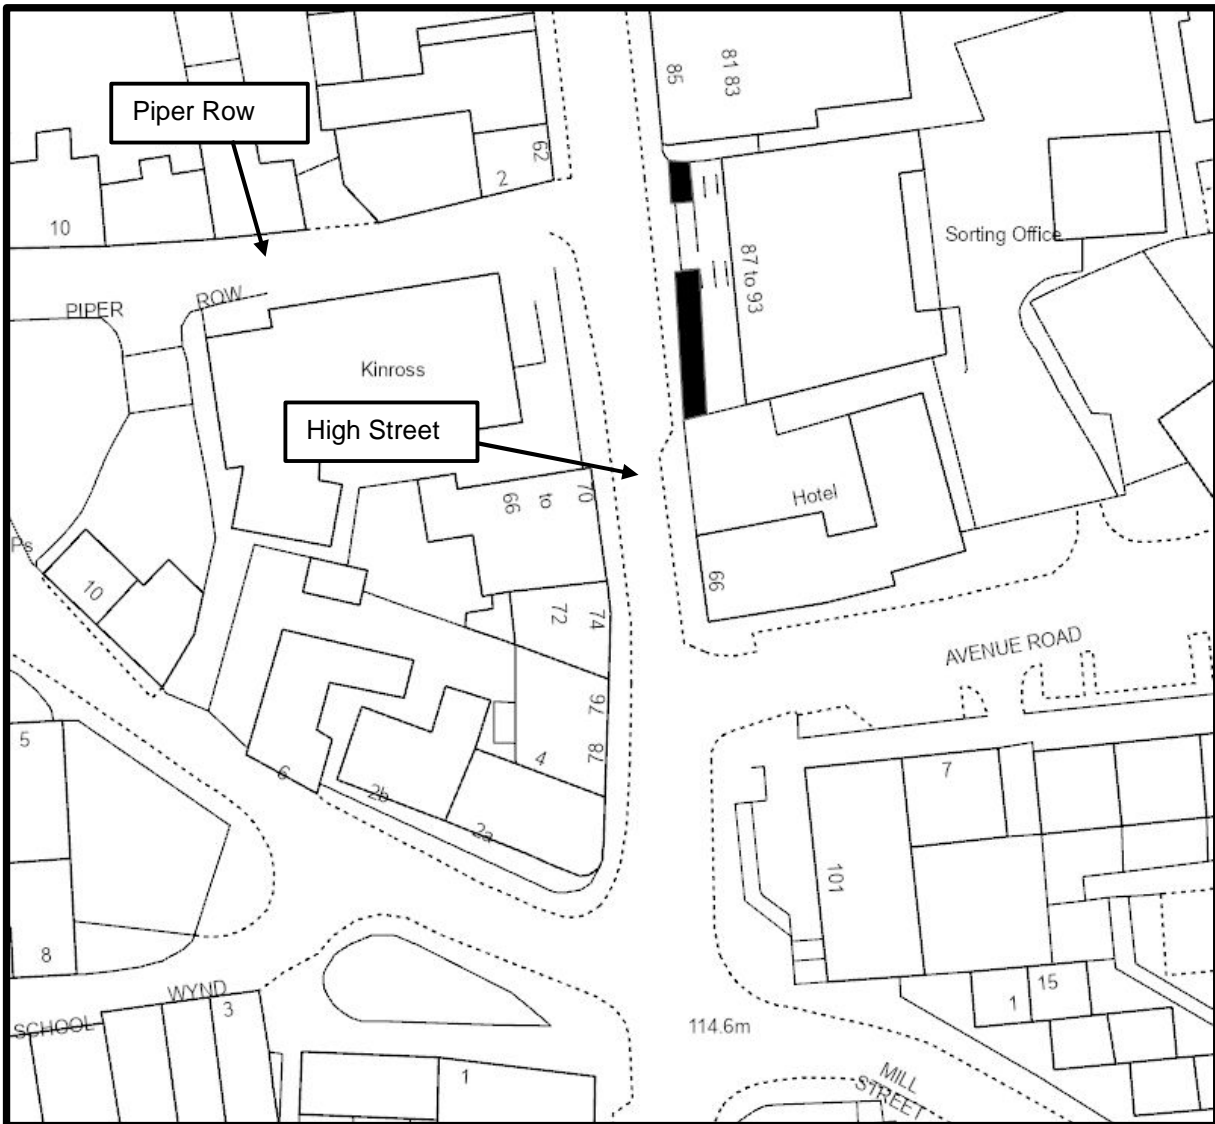 Piper Row
81 83
85
62
2
10
Sorting Office
87 to 93
PIPER ROW
Kinross
High Street
66 to 70
Hotel
Ps
10
66
72
74
AVENUE ROAD
76
78
4
5
7
6
2b
2a
101
8
WYND
3
15
1
SCHOOL
114.6m
1
MILL STREET